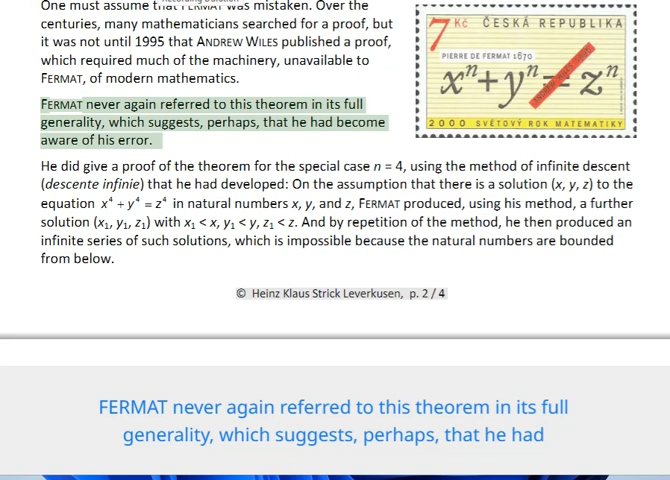 One must assume that FERMAT was mistaken. Over the
centuries, many mathematicians searched for a proof, but
it was not until 1995 that ANDREW WILES published a proof,
which required much of the machinery, unavailable to
FERMAT, of modern mathematics.
FERMAT never again referred to this theorem in its full
generality, which suggests, perhaps, that he had become
aware of his error.
7 Kč ČESKÁ REPUBLIKA
PIERRE DE FERMAT 1670
xⁿ+yⁿ=zⁿ
2000 SVĚTOVÝ ROK MATEMATIKY
He did give a proof of the theorem for the special case n = 4, using the method of infinite descent
(descente infinie) that he had developed: On the assumption that there is a solution (x, y, z) to the
equation x⁴ + y⁴ = z⁴ in natural numbers x, y, and z, FERMAT produced, using his method, a further
solution (x₁, y₁, z₁) with x₁ < x, y₁ < y, z₁ < z. And by repetition of the method, he then produced an
infinite series of such solutions, which is impossible because the natural numbers are bounded
from below.
© Heinz Klaus Strick Leverkusen, p. 2 / 4
FERMAT never again referred to this theorem in its full
generality, which suggests, perhaps, that he had